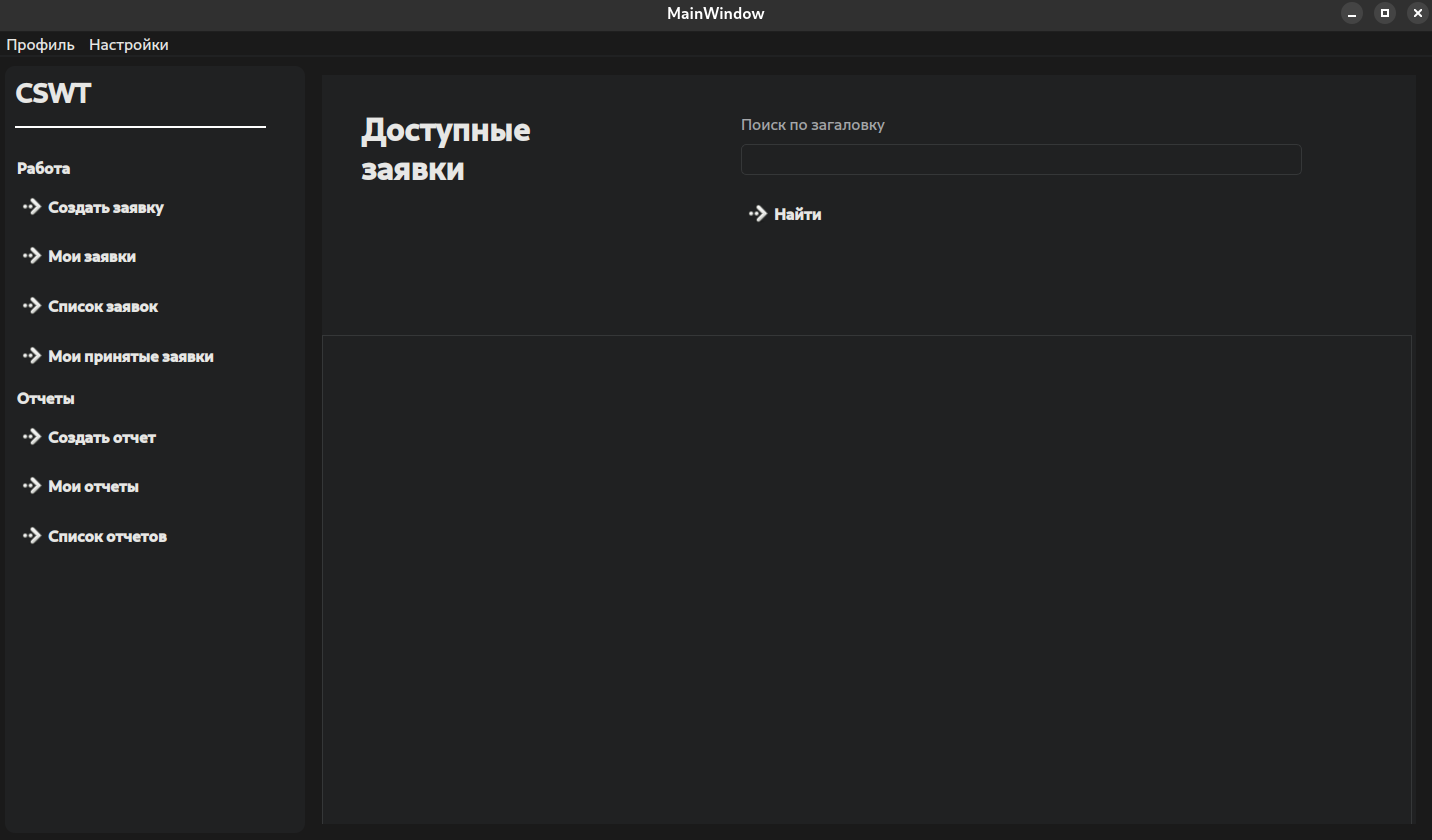 MainWindow
Профиль Настройки
CSWT
Работа
Создать заявку
Мои заявки
Список заявок
Мои принятые заявки
Отчеты
Создать отчет
Мои отчеты
Список отчетов
Доступные
заявки
Поиск по загаловку
Найти